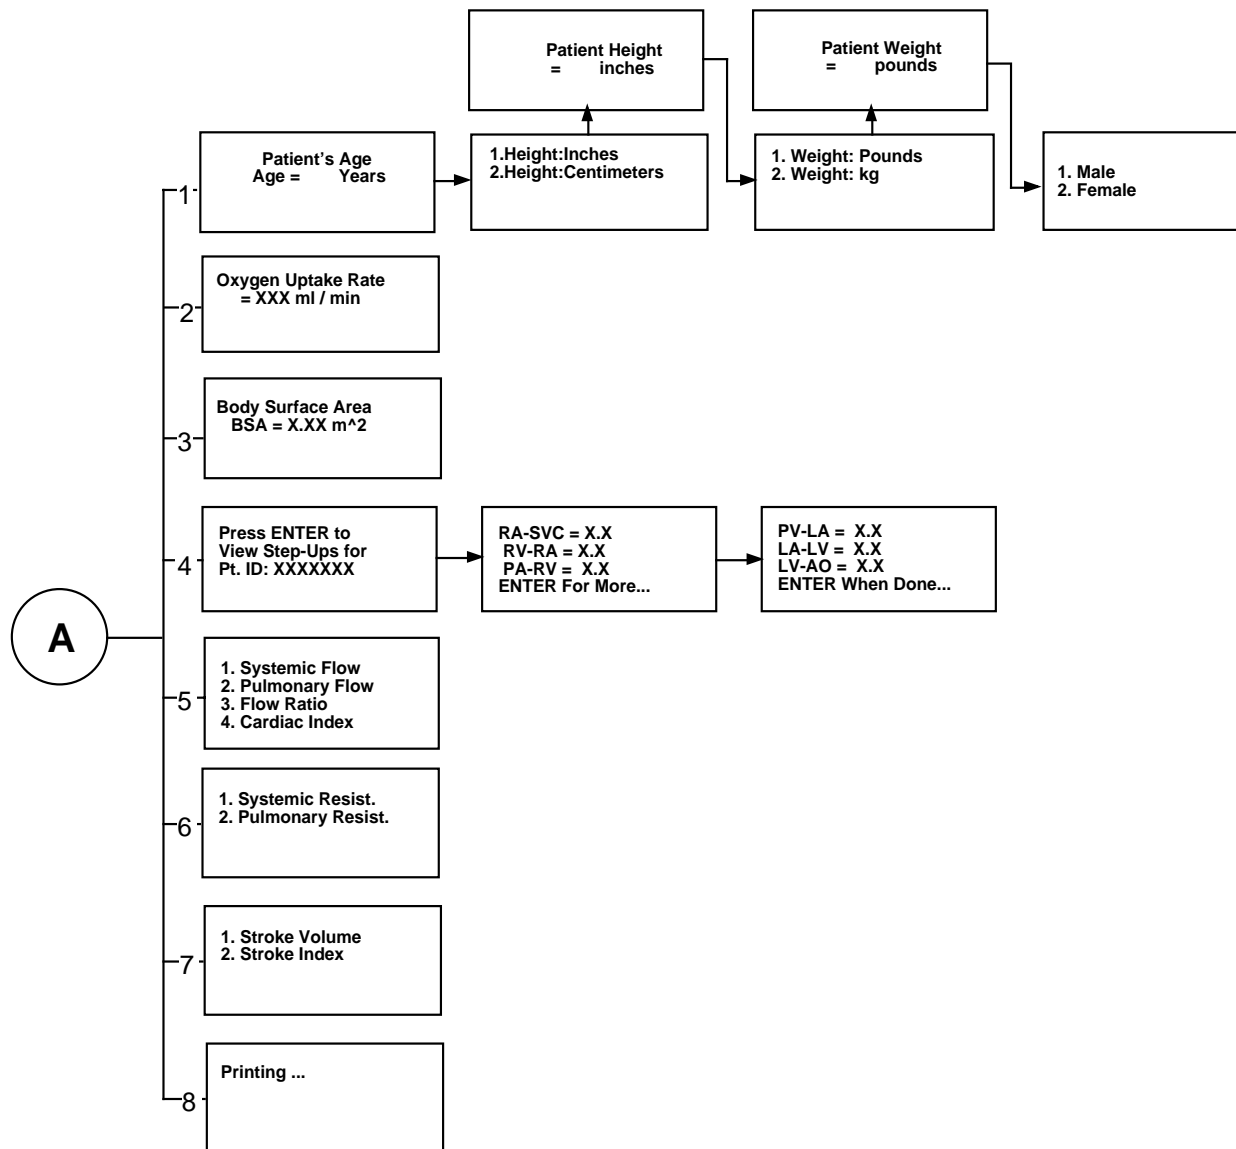 Patient Height
= inches
Patient Weight
= pounds
1
Patient's Age
Age = Years
1.Height:Inches
2.Height:Centimeters
1. Weight: Pounds
2. Weight: kg
1. Male
2. Female
2
Oxygen Uptake Rate
= XXX ml / min
3
Body Surface Area
BSA = X.XX m^2
4
Press ENTER to
View Step-Ups for
Pt. ID: XXXXXXX
RA-SVC = X.X
RV-RA = X.X
PA-RV = X.X
ENTER For More...
PV-LA = X.X
LA-LV = X.X
LV-AO = X.X
ENTER When Done...
A
5
1. Systemic Flow
2. Pulmonary Flow
3. Flow Ratio
4. Cardiac Index
6
1. Systemic Resist.
2. Pulmonary Resist.
7
1. Stroke Volume
2. Stroke Index
8
Printing ...